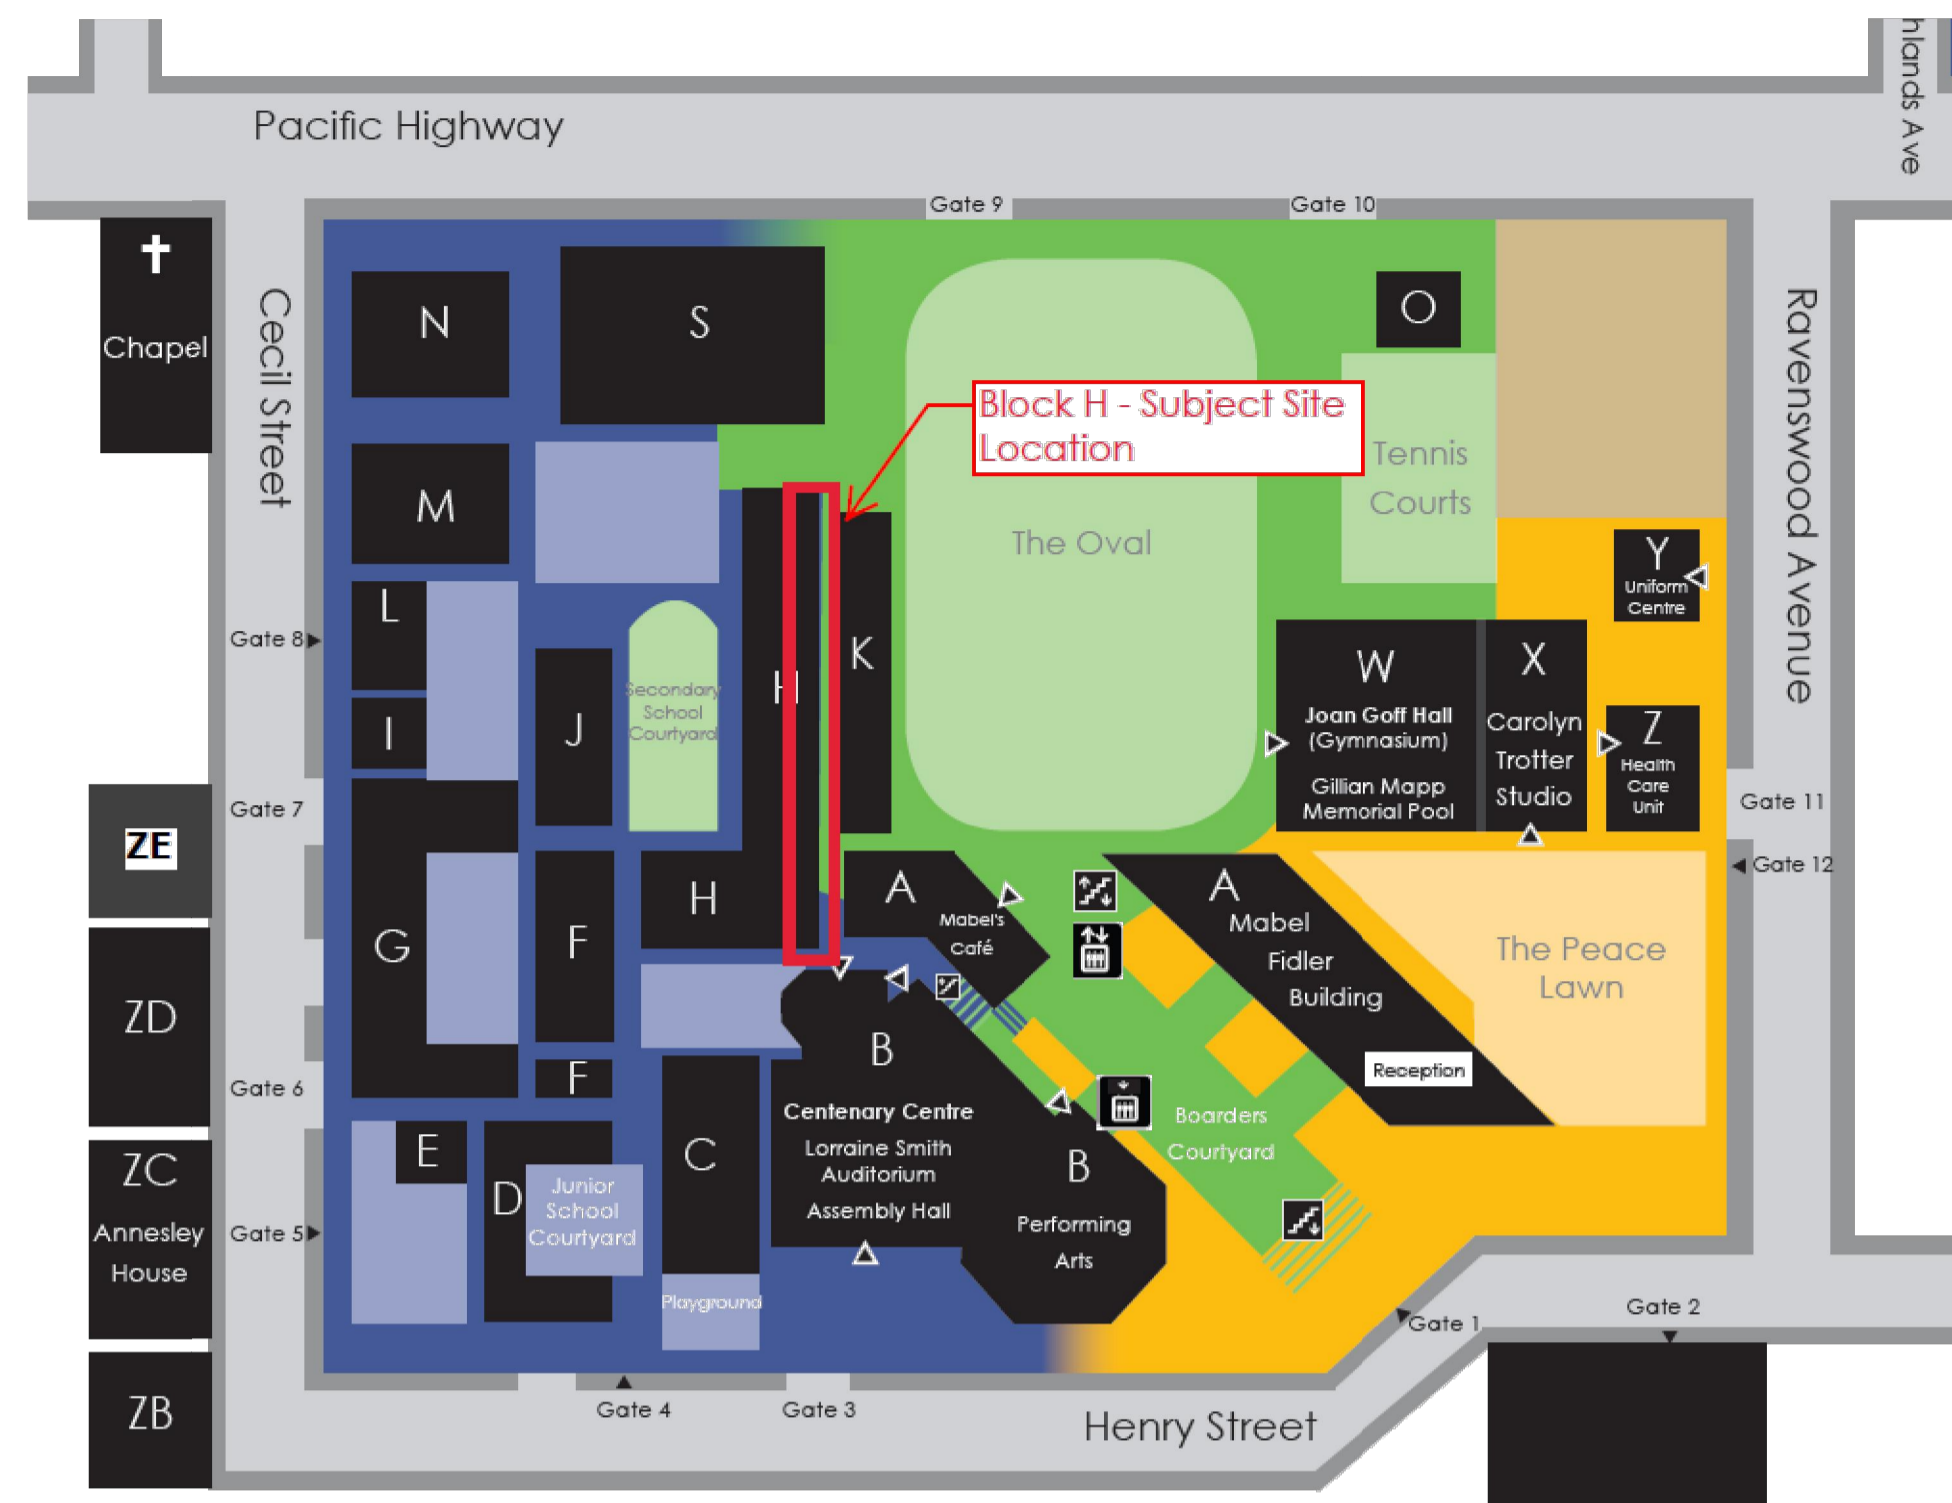 hlands Ave
Pacific Highway
Gate 9
Gate 10
Chapel
Cecil Street
Ravenswood Avenue
N
S
O
Block H - Subject Site
Location
Tennis
Courts
M
The Oval
Y
Uniform
Centre
L
Gate 8
K
H
Secondary
School
Courtyard
W
Joan Goff Hall
(Gymnasium)
Gillian Mapp
Memorial Pool
X
Carolyn
Trotter
Studio
Z
Health
Care
Unit
I
J
Gate 7
Gate 11
ZE
Gate 12
H
A
Mabel's
Café
A
Mabel
Fidler
Building
Reception
The Peace
Lawn
G
F
ZD
B
Centenary Centre
Lorraine Smith
Auditorium
Assembly Hall
F
Gate 6
Boarders
Courtyard
ZC
Annesley
House
E
D
Junior
School
Courtyard
C
B
Performing
Arts
Gate 5
Playground
Gate 1
Gate 2
ZB
Gate 4
Gate 3
Henry Street